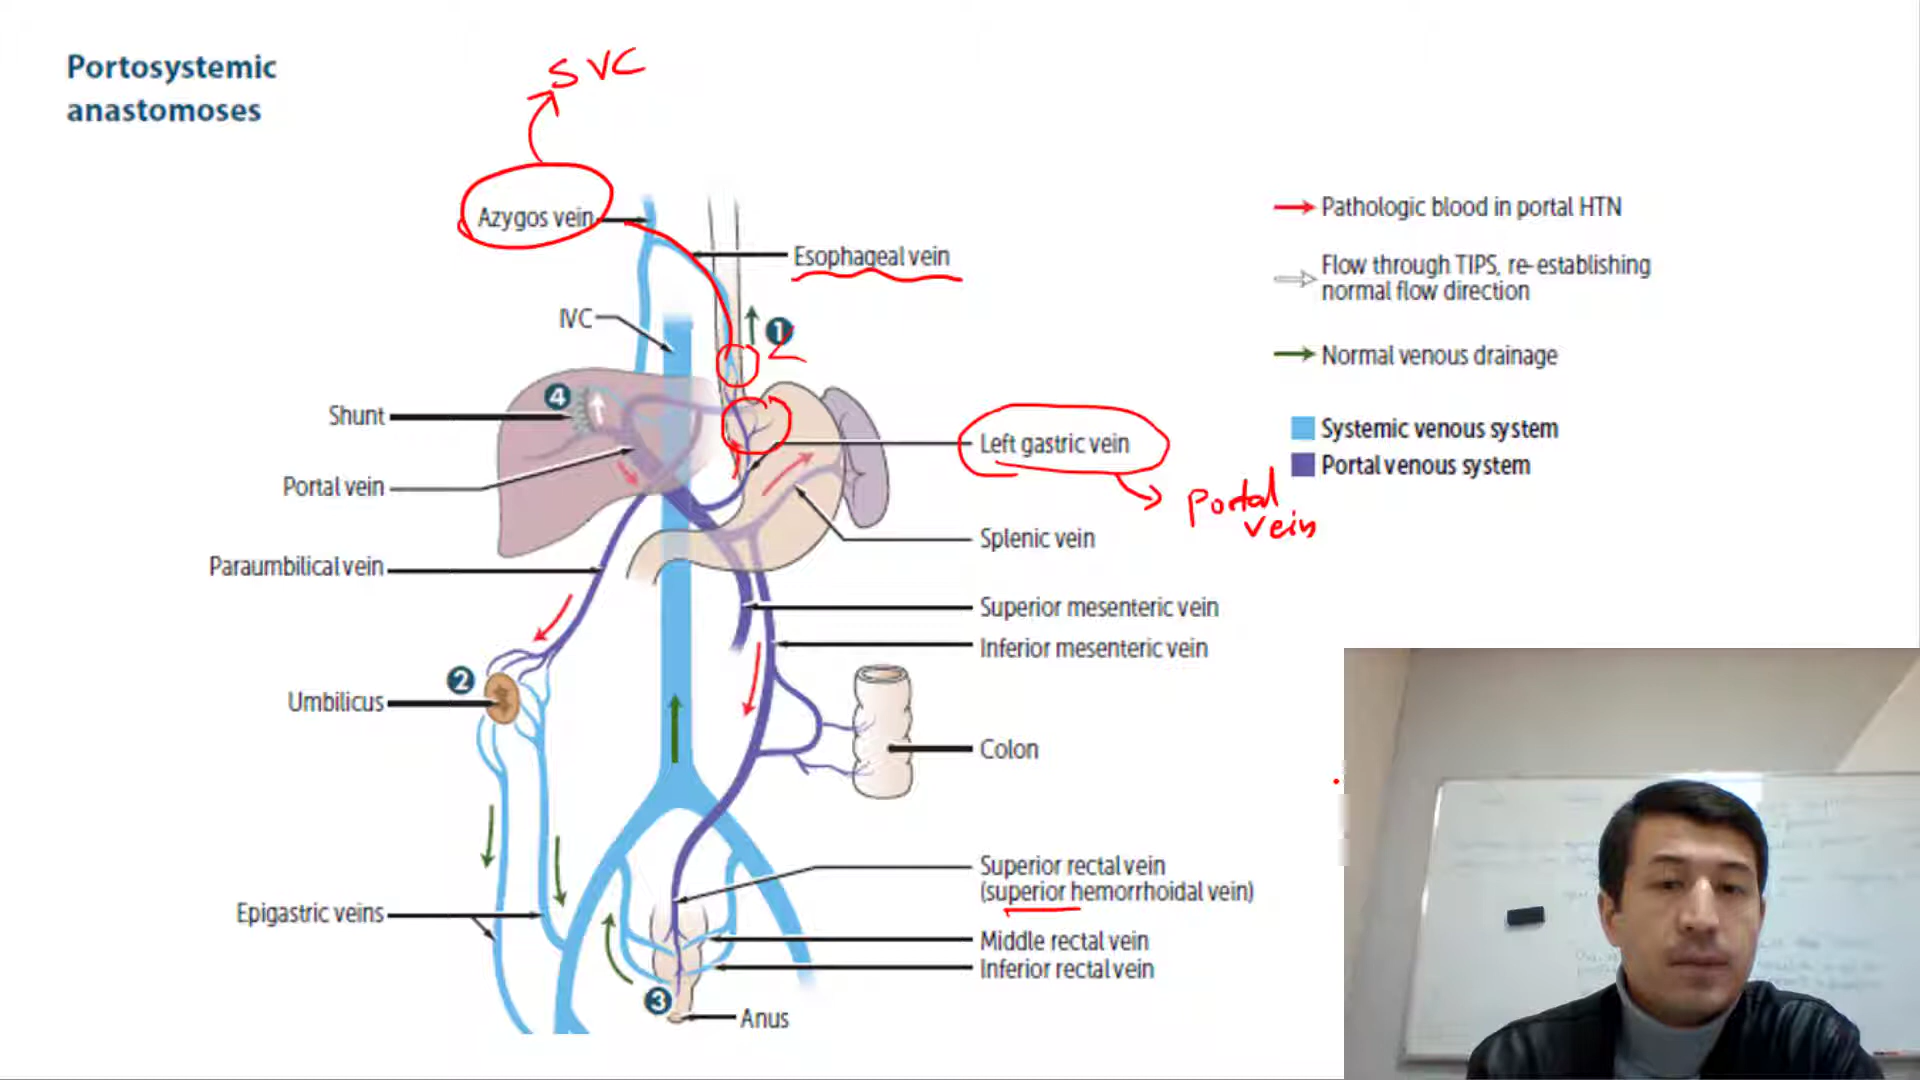 Portosystemic
anastomoses
SVC
Azygos vein
Esophageal vein
IVC
1
4
Shunt
Left gastric vein
Portal vein
Portal
vein
Splenic vein
Paraumbilical vein
Superior mesenteric vein
Inferior mesenteric vein
2
Umbilicus
Colon
Superior rectal vein
(superior hemorrhoidal vein)
Epigastric veins
Middle rectal vein
Inferior rectal vein
3
Anus
Pathologic blood in portal HTN
Flow through TIPS, re-establishing
normal flow direction
Normal venous drainage
Systemic venous system
Portal venous system